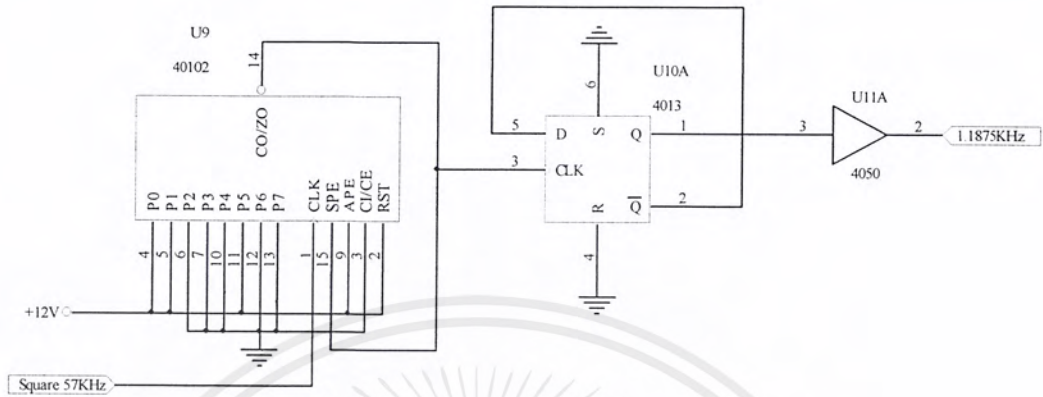 U9
40102
14
CO/ZO
P0
P1
P2
P3
P4
P5
P6
P7
CLK
SPE
APE
CI/CE
RST
4
5
6
7
10
11
12
13
1
15
9
3
2
+12V
Square 57KHz
U10A
4013
6
5
D
S
Q
1
3
CLK
R
Q
2
4
U11A
3
2
4050
1.1875KHz